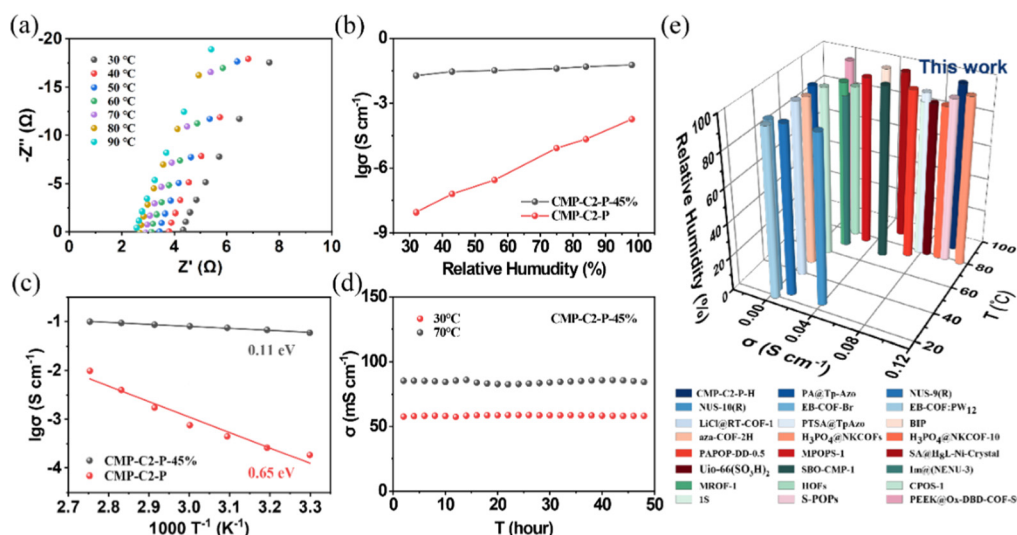 (a)
-20
-15
-10
-5
0
-Z'' (Ω)
30 °C
40 °C
50 °C
60 °C
70 °C
80 °C
90 °C
0 2 4 6 8 10
Z' (Ω)
(b)
0
-3
-6
-9
lgσ (S cm⁻¹)
CMP-C2-P-45%
CMP-C2-P
30 40 50 60 70 80 90 100
Relative Humudity (%)
(c)
-1
-2
-3
-4
lgσ (S cm⁻¹)
0.11 eV
CMP-C2-P-45%
CMP-C2-P
0.65 eV
2.7 2.8 2.9 3.0 3.1 3.2 3.3
1000 T⁻¹ (K⁻¹)
(d)
150
100
50
0
σ (mS cm⁻¹)
30°C
70°C
CMP-C2-P-45%
0 10 20 30 40 50
T (hour)
(e)
This work
100
80
60
40
20
0
Relative Humidity (%)
0.00
0.04
0.08
0.12
σ (S cm⁻¹)
20
40
60
80
100
T (°C)
CMP-C2-P-H PA@Tp-Azo NUS-9(R)
NUS-10(R) EB-COF-Br EB-COF:PW₁₂
LiCl@RT-COF-1 PTSA@TpAzo BIP
aza-COF-2H H₃PO₄@NKCOFs H₃PO₄@NKCOF-10
PAPOP-DD-0.5 MPOPS-1 SA@H₈L-Ni-Crystal
Uio-66(SO₃H)₂ SBO-CMP-1 Im@(NENU-3)
MROF-1 HOFs CPOS-1
1S S-POPs PEEK@Ox-DBD-COF-S